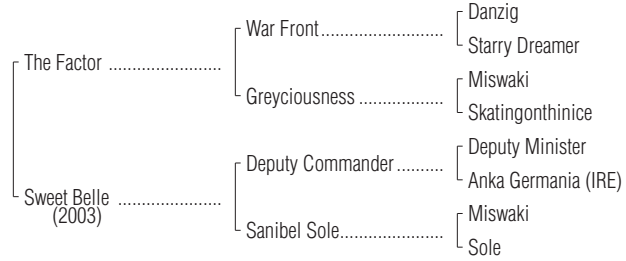 Danzig
War Front
Starry Dreamer
The Factor
Miswaki
Greyciousness
Skatingonthinice
Deputy Minister
Deputy Commander
Anka Germania (IRE)
Sweet Belle
(2003)
Miswaki
Sanibel Sole
Sole